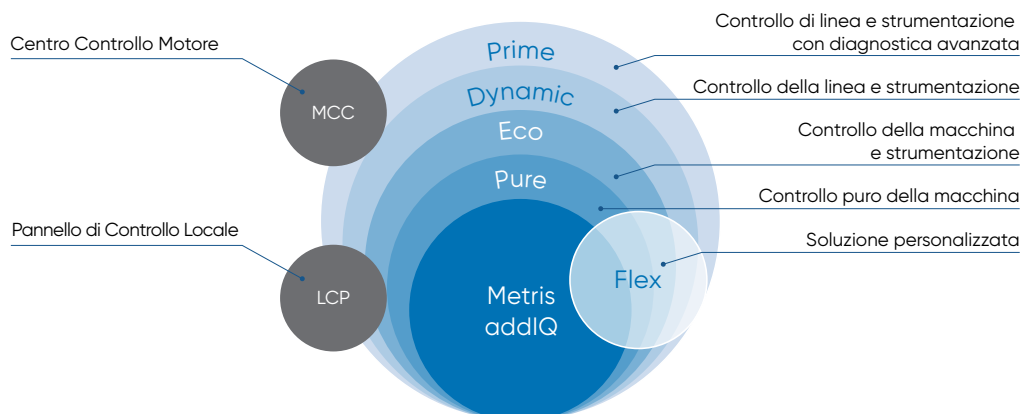 Centro Controllo Motore
MCC
Pannello di Controllo Locale
LCP
Prime
Dynamic
Eco
Pure
Metris
addIQ
Flex
Controllo di linea e strumentazione
con diagnostica avanzata
Controllo della linea e strumentazione
Controllo della macchina
e strumentazione
Controllo puro della macchina
Soluzione personalizzata